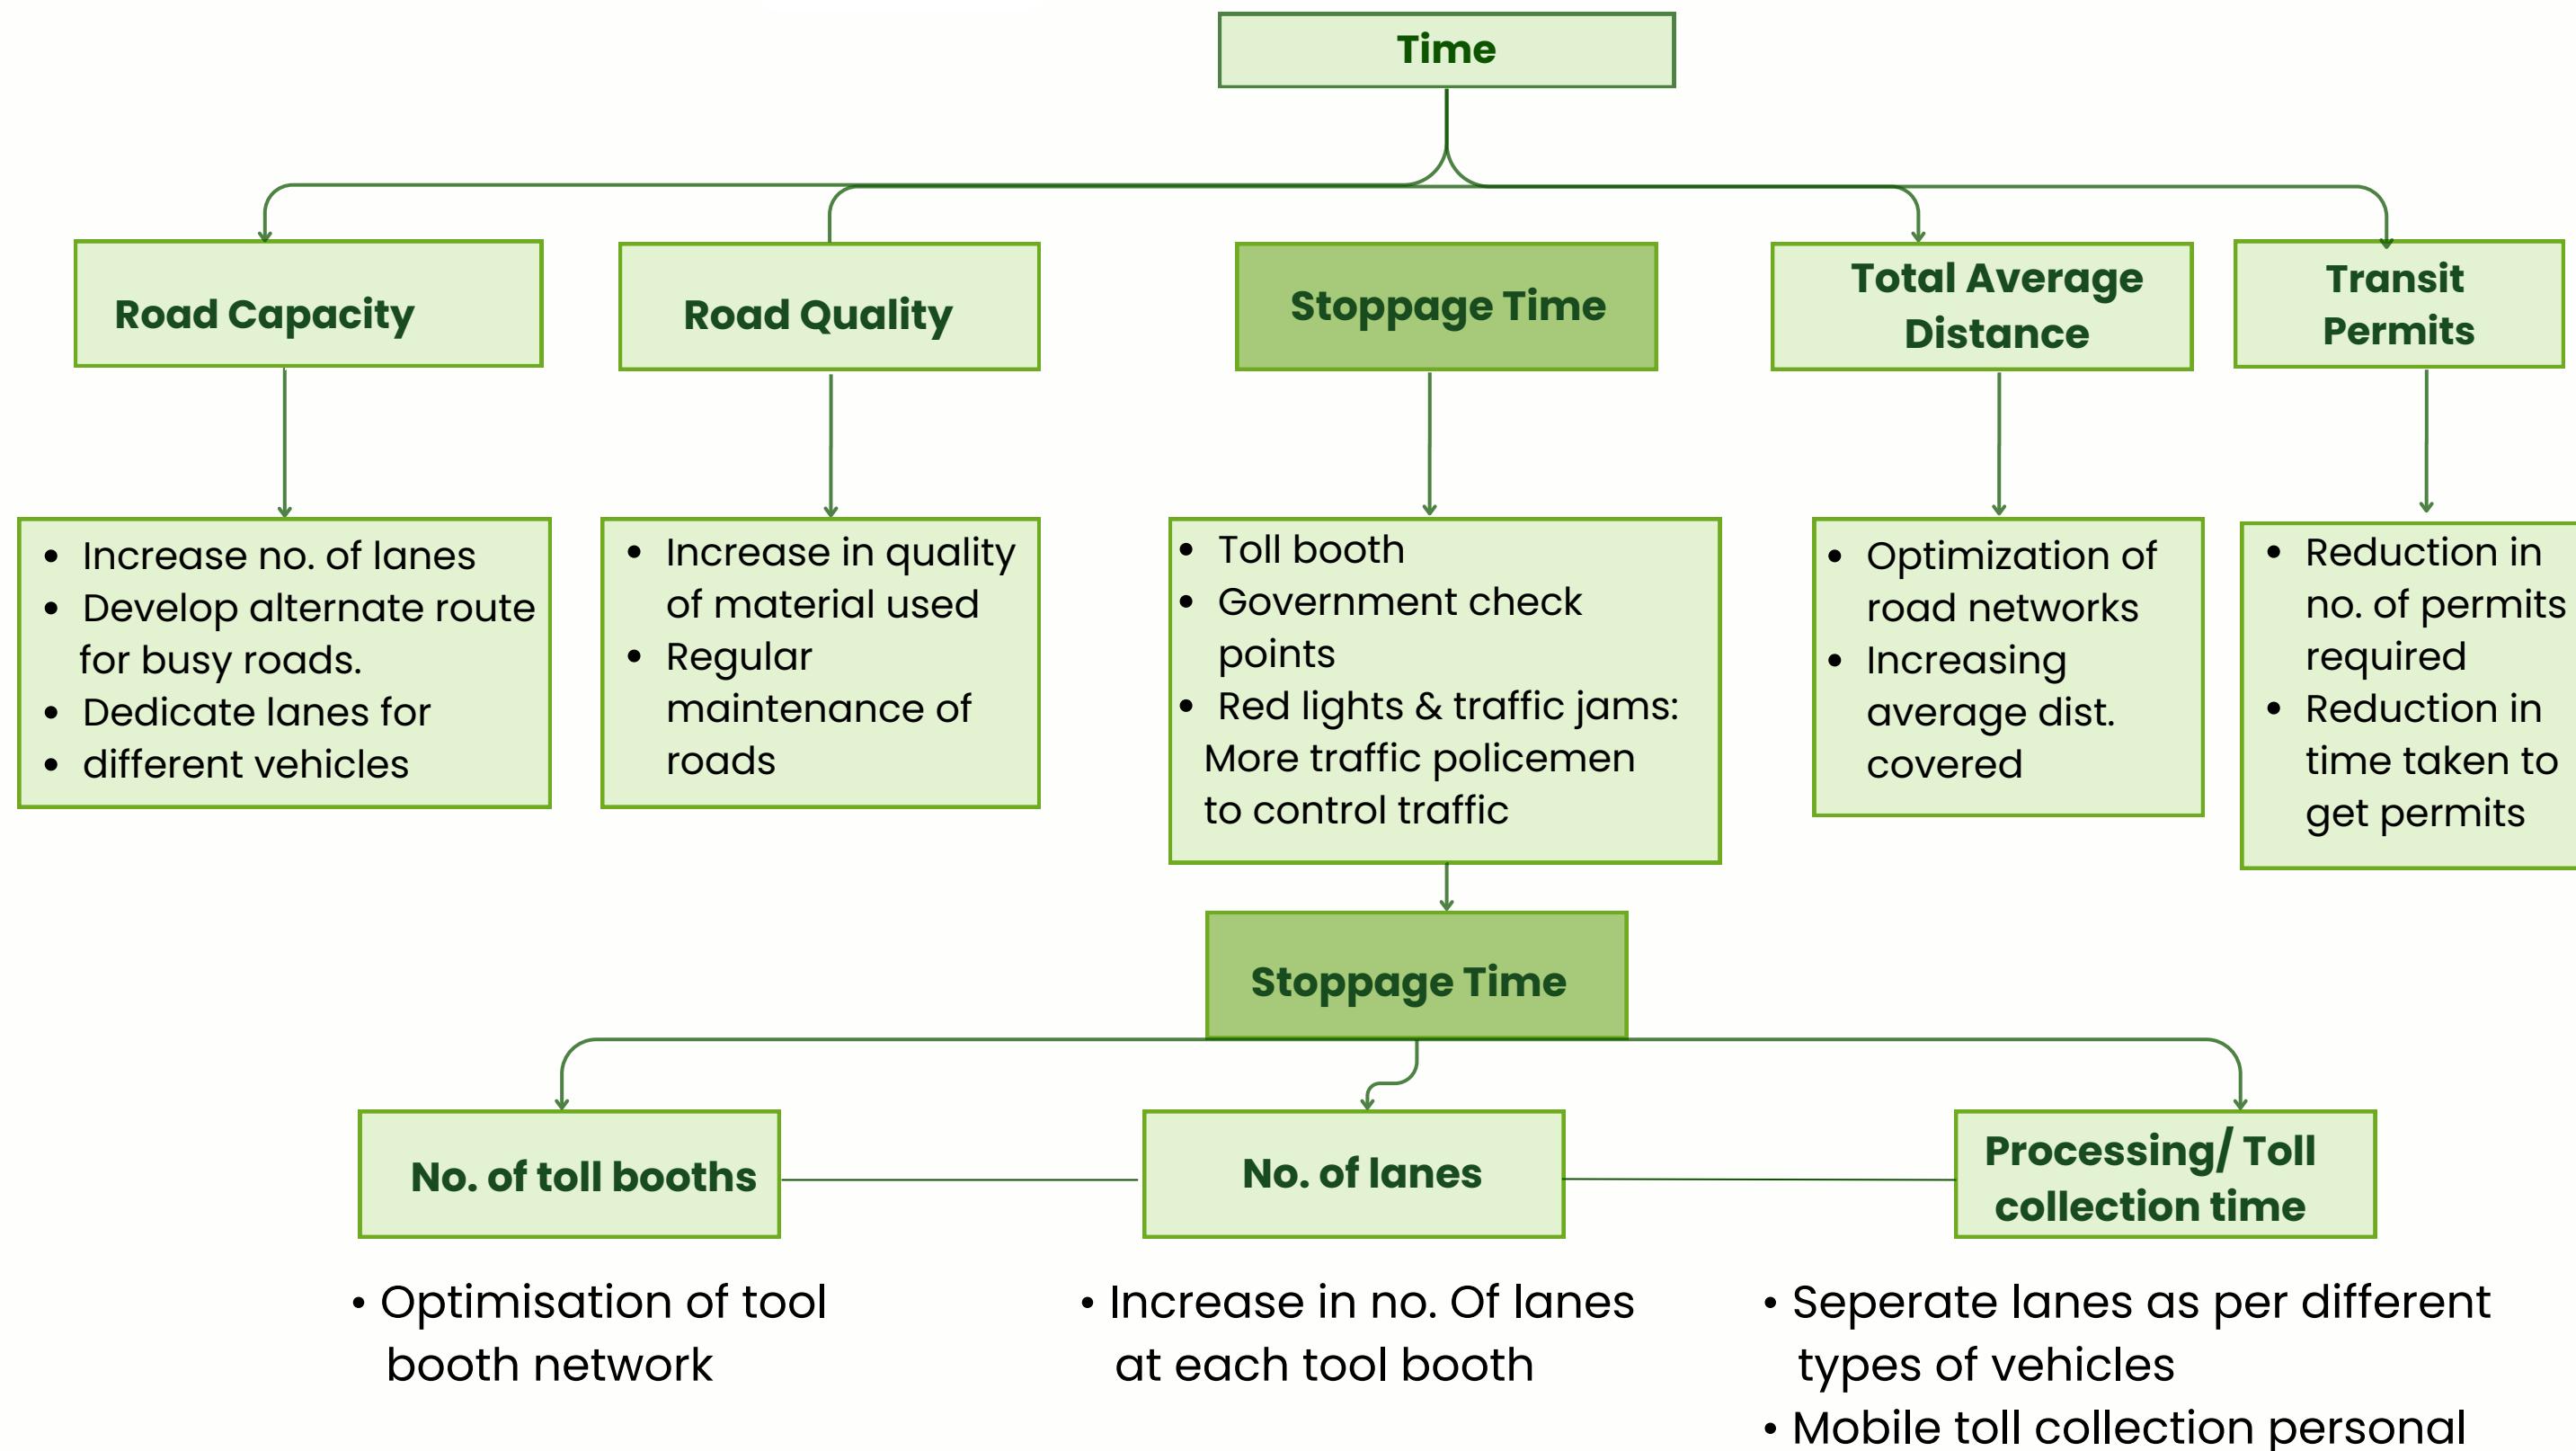 Time
Road Capacity
Road Quality
Stoppage Time
Total Average
Distance
Transit
Permits
• Increase no. of lanes
• Develop alternate route
for busy roads.
• Dedicate lanes for
• different vehicles
• Increase in quality
of material used
• Regular
maintenance of
roads
• Toll booth
• Government check
points
• Red lights & traffic jams:
More traffic policemen
to control traffic
• Optimization of
road networks
• Increasing
average dist.
covered
• Reduction in
no. of permits
required
• Reduction in
time taken to
get permits
Stoppage Time
No. of toll booths
No. of lanes
Processing/ Toll
collection time
• Optimisation of tool
booth network
• Increase in no. Of lanes
at each tool booth
• Seperate lanes as per different
types of vehicles
• Mobile toll collection personal